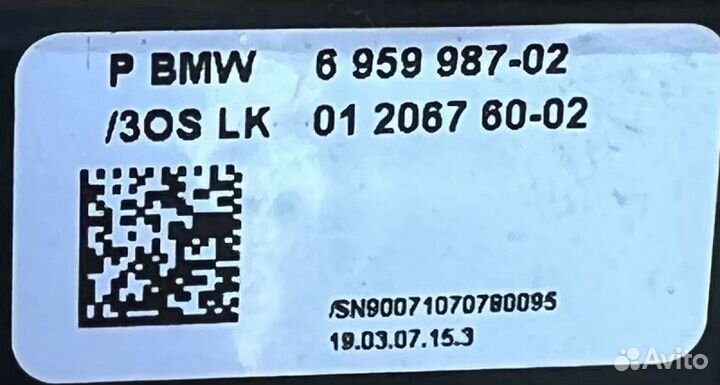 P BMW 6 959 987-02
/3OS LK 01 2067 60-02
/SN90071070780095
19.03.07.15.3
Avito